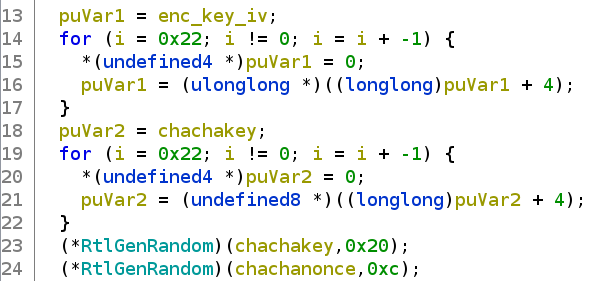 13 puVar1 = enc_key_iv;
14 for (i = 0x22; i != 0; i = i + -1) {
15 *(undefined4 *)puVar1 = 0;
16 puVar1 = (ulonglong *)((longlong)puVar1 + 4);
17 }
18 puVar2 = chachakey;
19 for (i = 0x22; i != 0; i = i + -1) {
20 *(undefined4 *)puVar2 = 0;
21 puVar2 = (undefined8 *)((longlong)puVar2 + 4);
22 }
23 (*RtlGenRandom)(chachakey,0x20);
24 (*RtlGenRandom)(chachanonce,0xc);